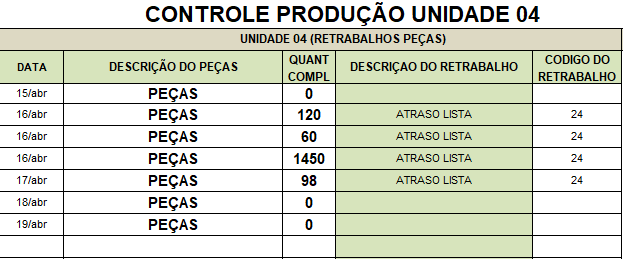 CONTROLE PRODUÇÃO UNIDADE 04
UNIDADE 04 (RETRABALHOS PEÇAS)
DATA DESCRIÇÃO DO PEÇAS QUANT COMPL DESCRIÇAO DO RETRABALHO CODIGO DO RETRABALHO
15/abr PEÇAS 0
16/abr PEÇAS 120 ATRASO LISTA 24
16/abr PEÇAS 60 ATRASO LISTA 24
16/abr PEÇAS 1450 ATRASO LISTA 24
17/abr PEÇAS 98 ATRASO LISTA 24
18/abr PEÇAS 0
19/abr PEÇAS 0